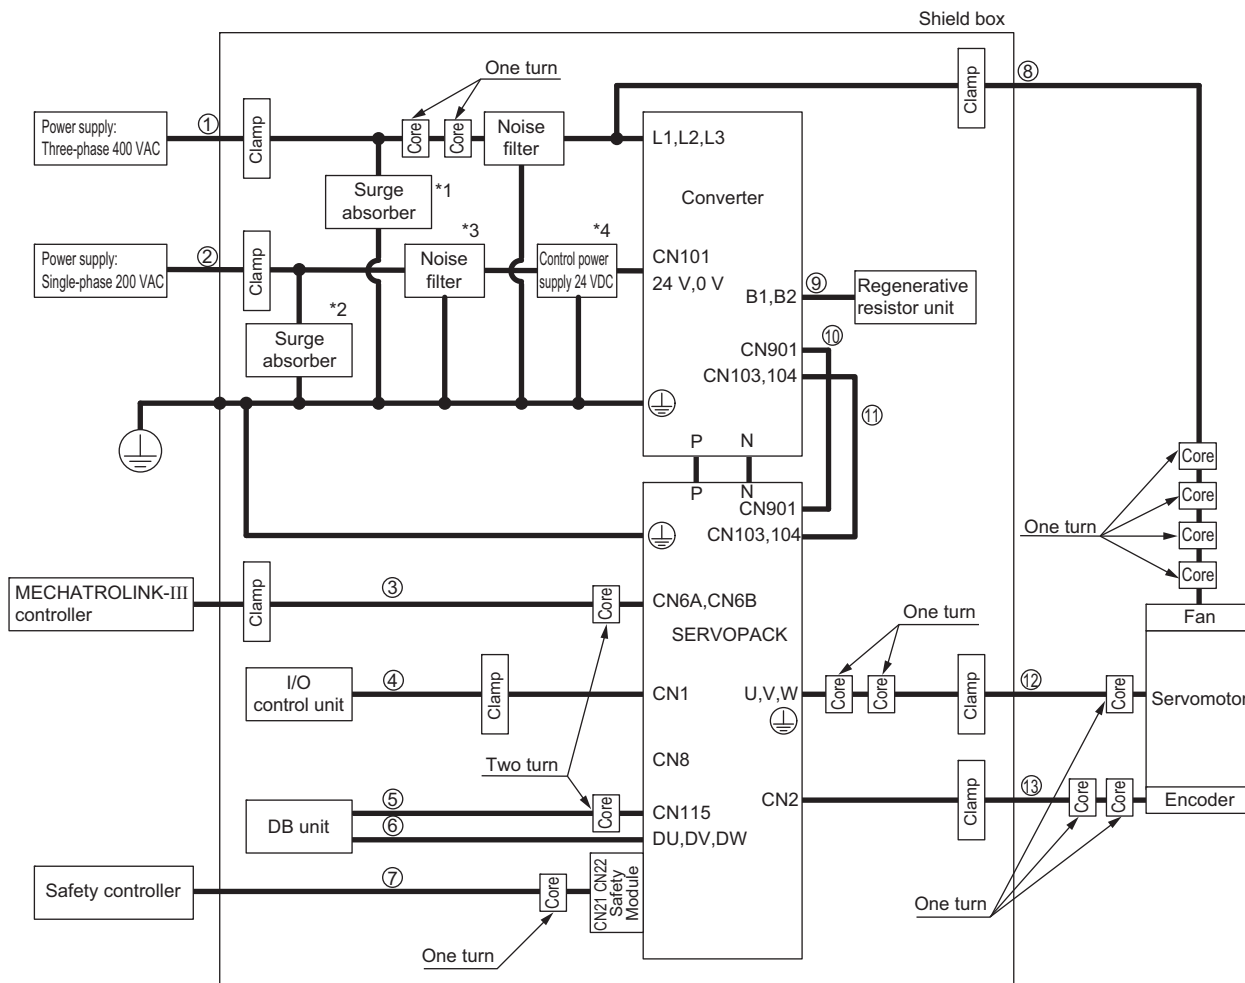 Shield box
One turn
⑧
Clamp
Power supply:
Three-phase 400 VAC
①
Clamp
Core
Core
Noise
filter
L1,L2,L3
Surge
absorber
*1
Converter
Power supply:
Single-phase 200 VAC
②
Clamp
*3
Noise
filter
*4
Control power
supply 24 VDC
CN101
24 V,0 V
B1,B2
⑨
Regenerative
resistor unit
*2
Surge
absorber
CN901
⑩
CN103,104
⑪
P
N
P
N
CN901
CN103,104
Core
Core
One turn
Core
Core
Fan
MECHATROLINK-III
controller
Clamp
③
Core
CN6A,CN6B
SERVOPACK
One turn
I/O
control unit
④
Clamp
CN1
U,V,W
Core
Core
Clamp
⑫
Core
Servomotor
Two turn
CN8
CN2
Clamp
⑬
Core
Core
Encoder
DB unit
⑤
⑥
Core
CN115
DU,DV,DW
Safety controller
⑦
Core
CN21 CN22
Safety
Module
One turn
One turn